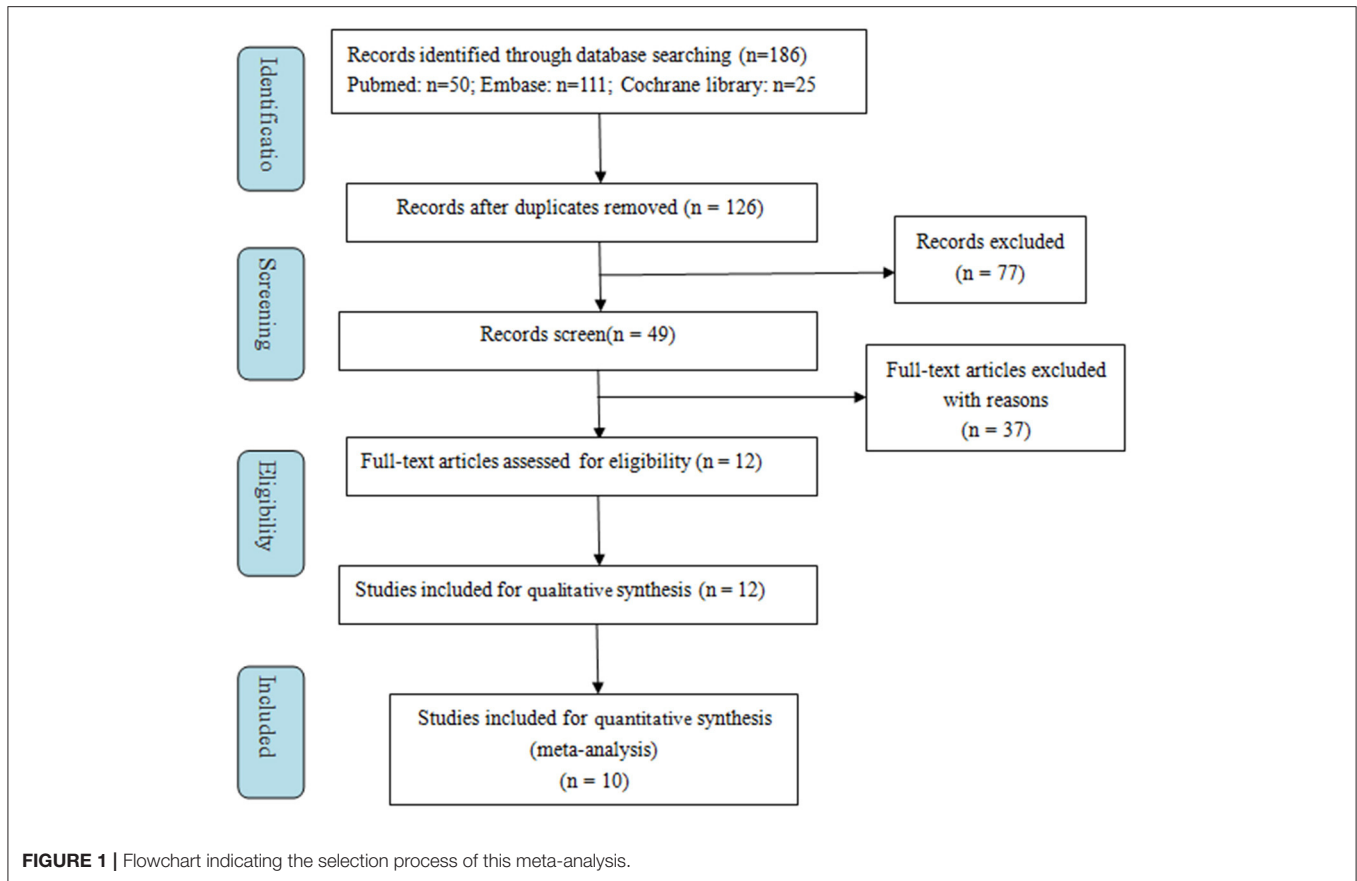 Identificatio
Records identified through database searching (n=186)
Pubmed: n=50; Embase: n=111; Cochrane library: n=25
Records after duplicates removed (n = 126)
Screening
Records excluded
(n = 77)
Records screen(n = 49)
Full-text articles excluded
with reasons
(n = 37)
Eligibility
Full-text articles assessed for eligibility (n = 12)
Studies included for qualitative synthesis (n = 12)
Included
Studies included for quantitative synthesis
(meta-analysis)
(n = 10)
FIGURE 1 | Flowchart indicating the selection process of this meta-analysis.